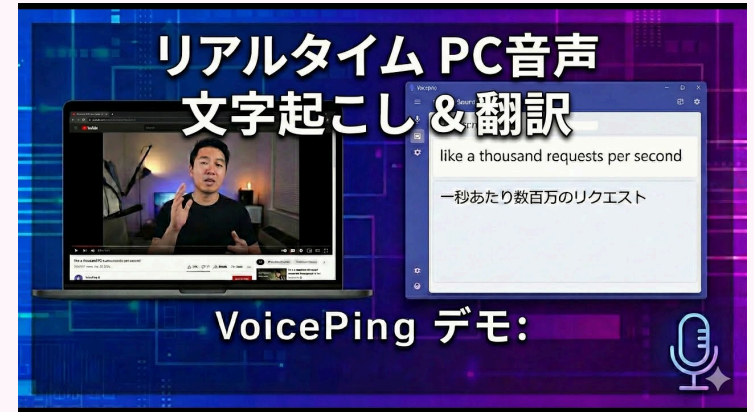 リアルタイム PC音声
文字起こし & 翻訳
YouTube
Voiceping
like a thousand requests per second
一秒あたり数百万のリクエスト
VoicePing デモ: